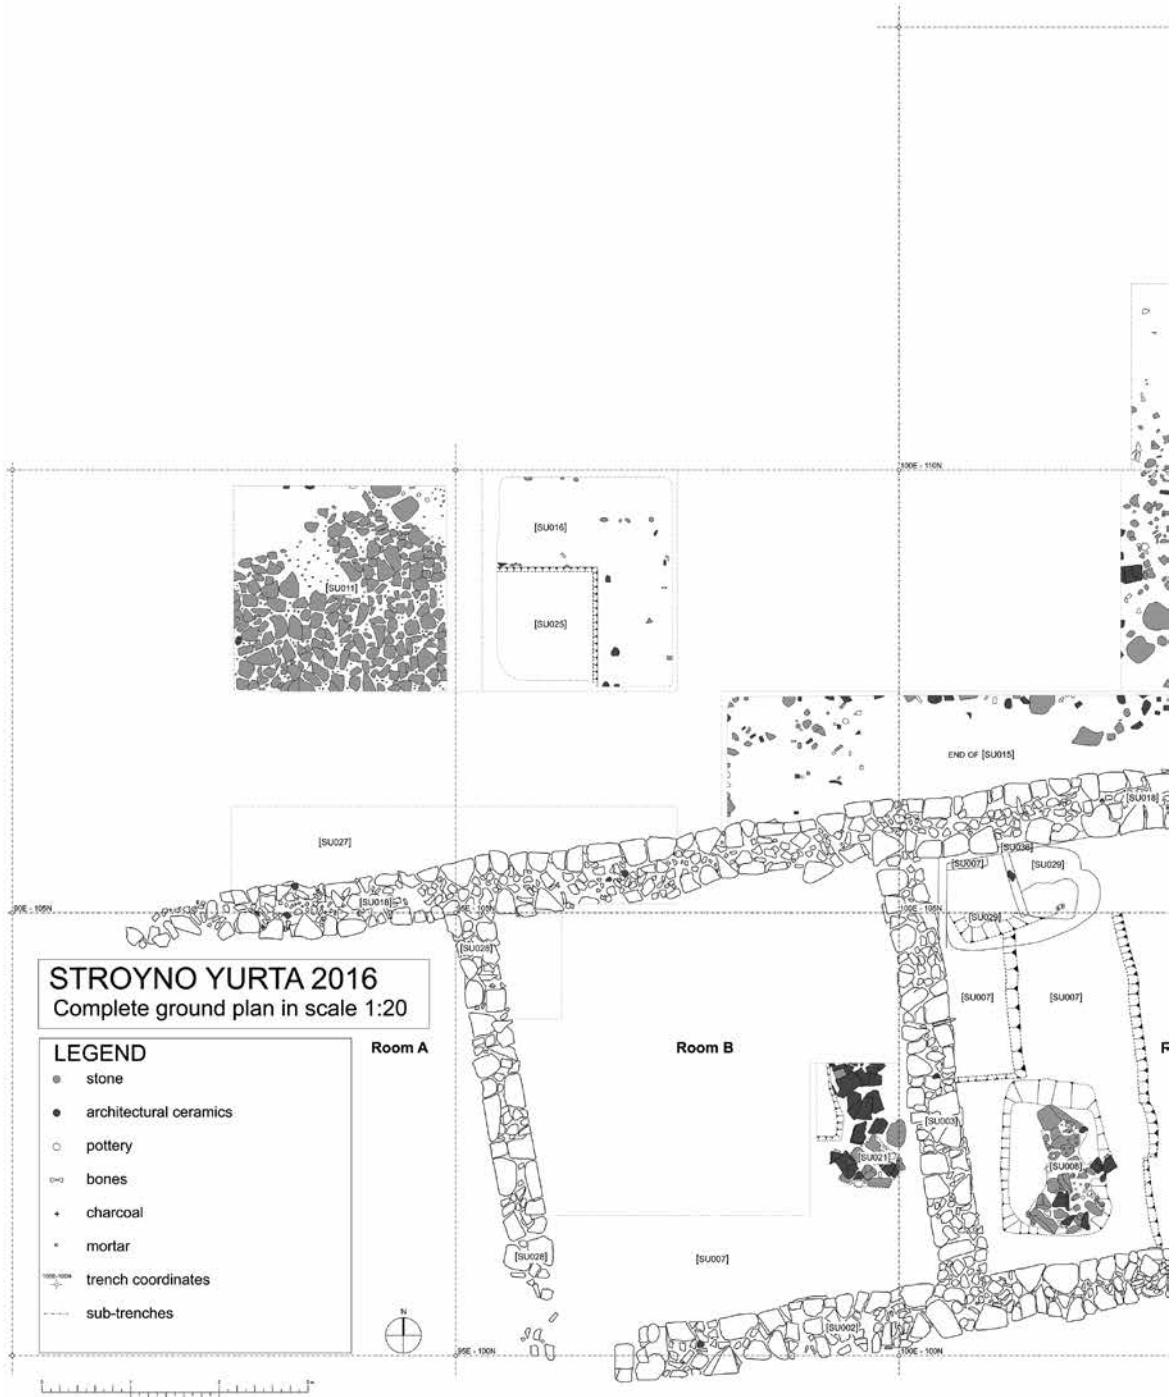 100E - 110N
[SU016]
[SU011]
[SU025]
END OF [SU015]
[SU018]
[SU027]
[SU036]
[SU007]
[SU029]
[SU018]
90E - 105N
95E - 105N
100E - 105N
[SU029]
[SU028]
STROYNO YURTA 2016
Complete ground plan in scale 1:20
[SU007]
[SU007]
LEGEND
Room A
Room B
R
stone
architectural ceramics
[SU003]
pottery
[SU021]
[SU008]
bones
charcoal
mortar
[SU028]
[SU007]
100E-100N
trench coordinates
sub-trenches
N
[SU002]
95E - 100N
100E - 100N